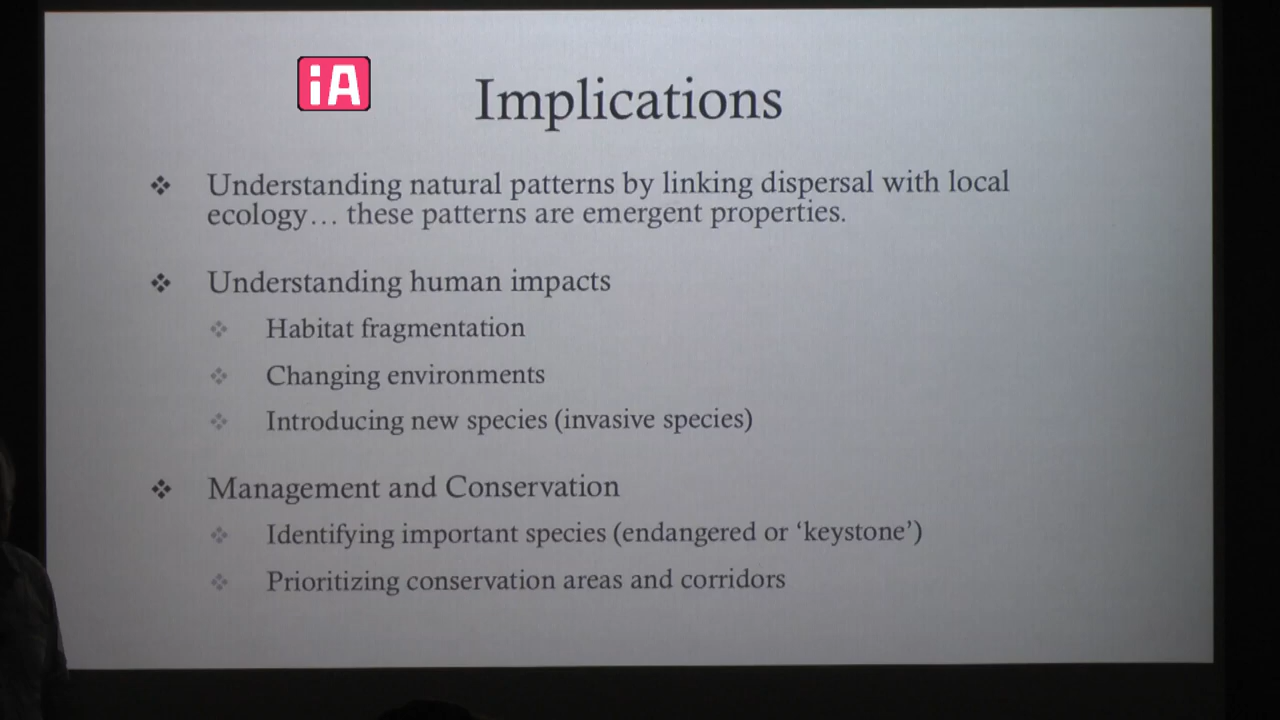 iA
Implications
Understanding natural patterns by linking dispersal with local
ecology… these patterns are emergent properties.
Understanding human impacts
Habitat fragmentation
Changing environments
Introducing new species (invasive species)
Management and Conservation
Identifying important species (endangered or ‘keystone’)
Prioritizing conservation areas and corridors